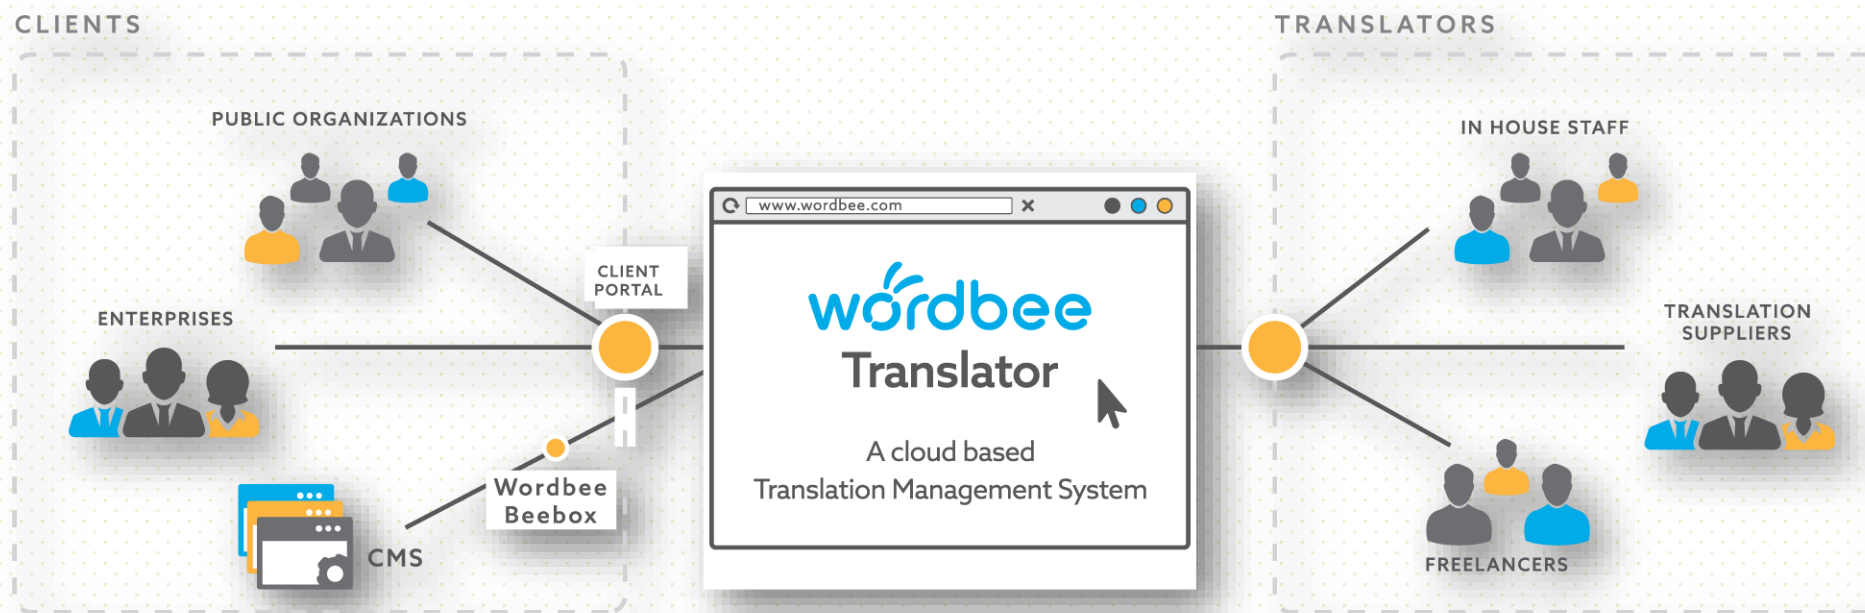 CLIENTS
PUBLIC ORGANIZATIONS
ENTERPRISES
CLIENT
PORTAL
Wordbee
Beebox
CMS
www.wordbee.com
wordbee
Translator
A cloud based
Translation Management System
TRANSLATORS
IN HOUSE STAFF
TRANSLATION
SUPPLIERS
FREELANCERS